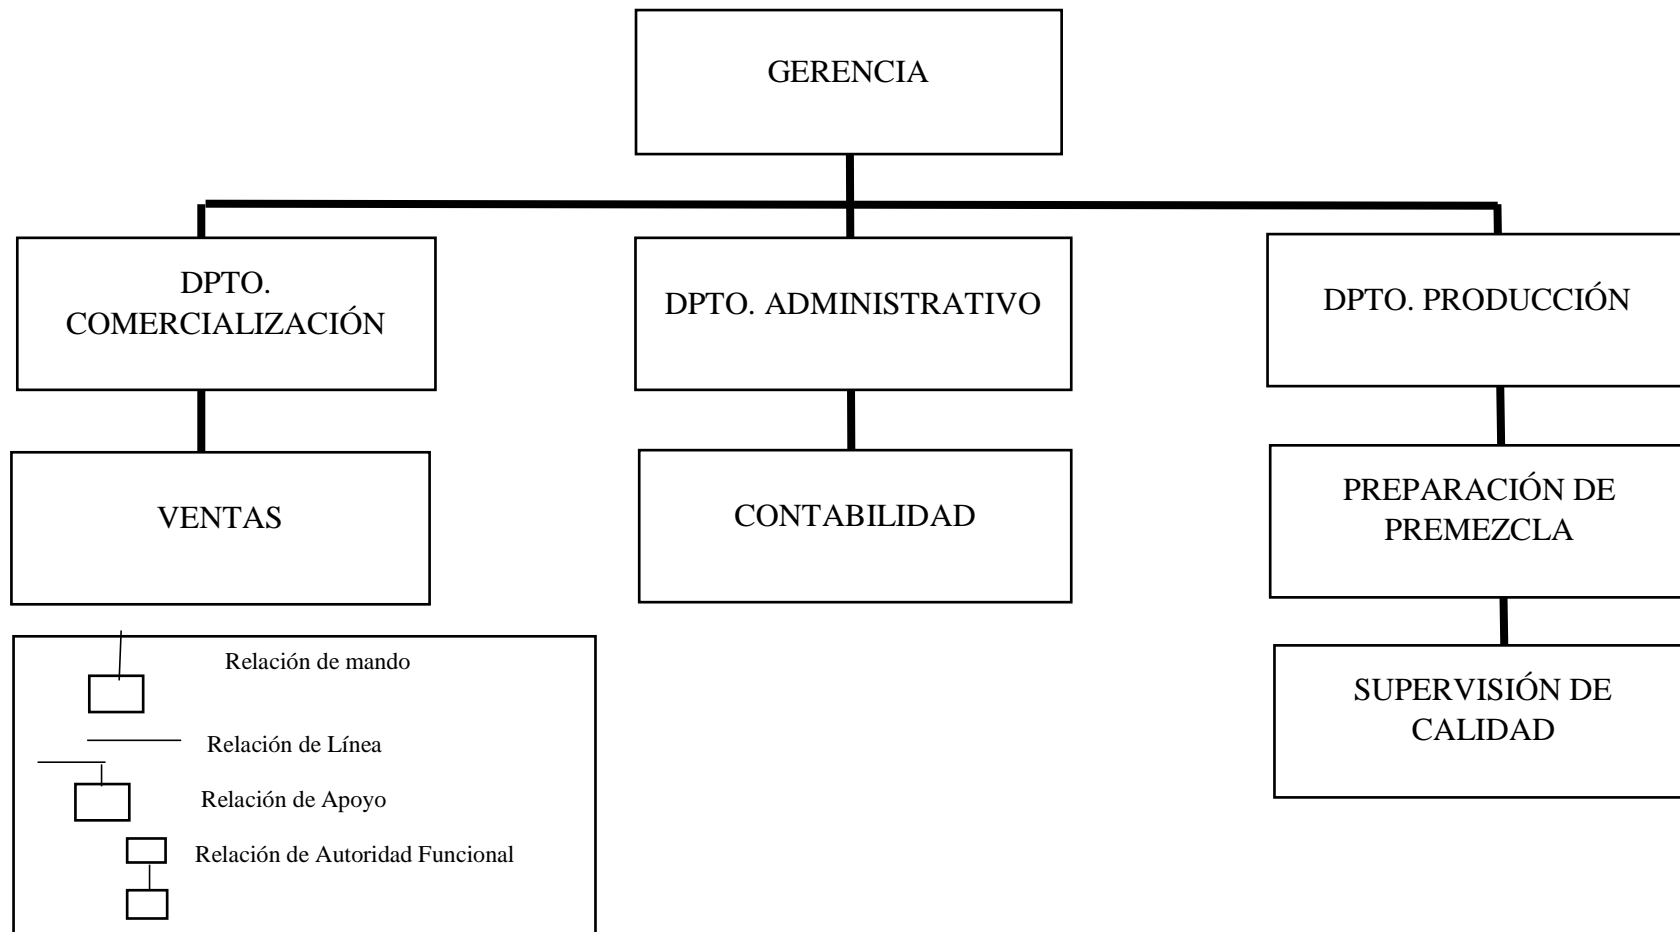 GERENCIA
DPTO.
COMERCIALIZACIÓN
DPTO. ADMINISTRATIVO
DPTO. PRODUCCIÓN
VENTAS
CONTABILIDAD
PREPARACIÓN DE
PREMEZCLA
SUPERVISIÓN DE
CALIDAD
Relación de mando
Relación de Línea
Relación de Apoyo
Relación de Autoridad Funcional